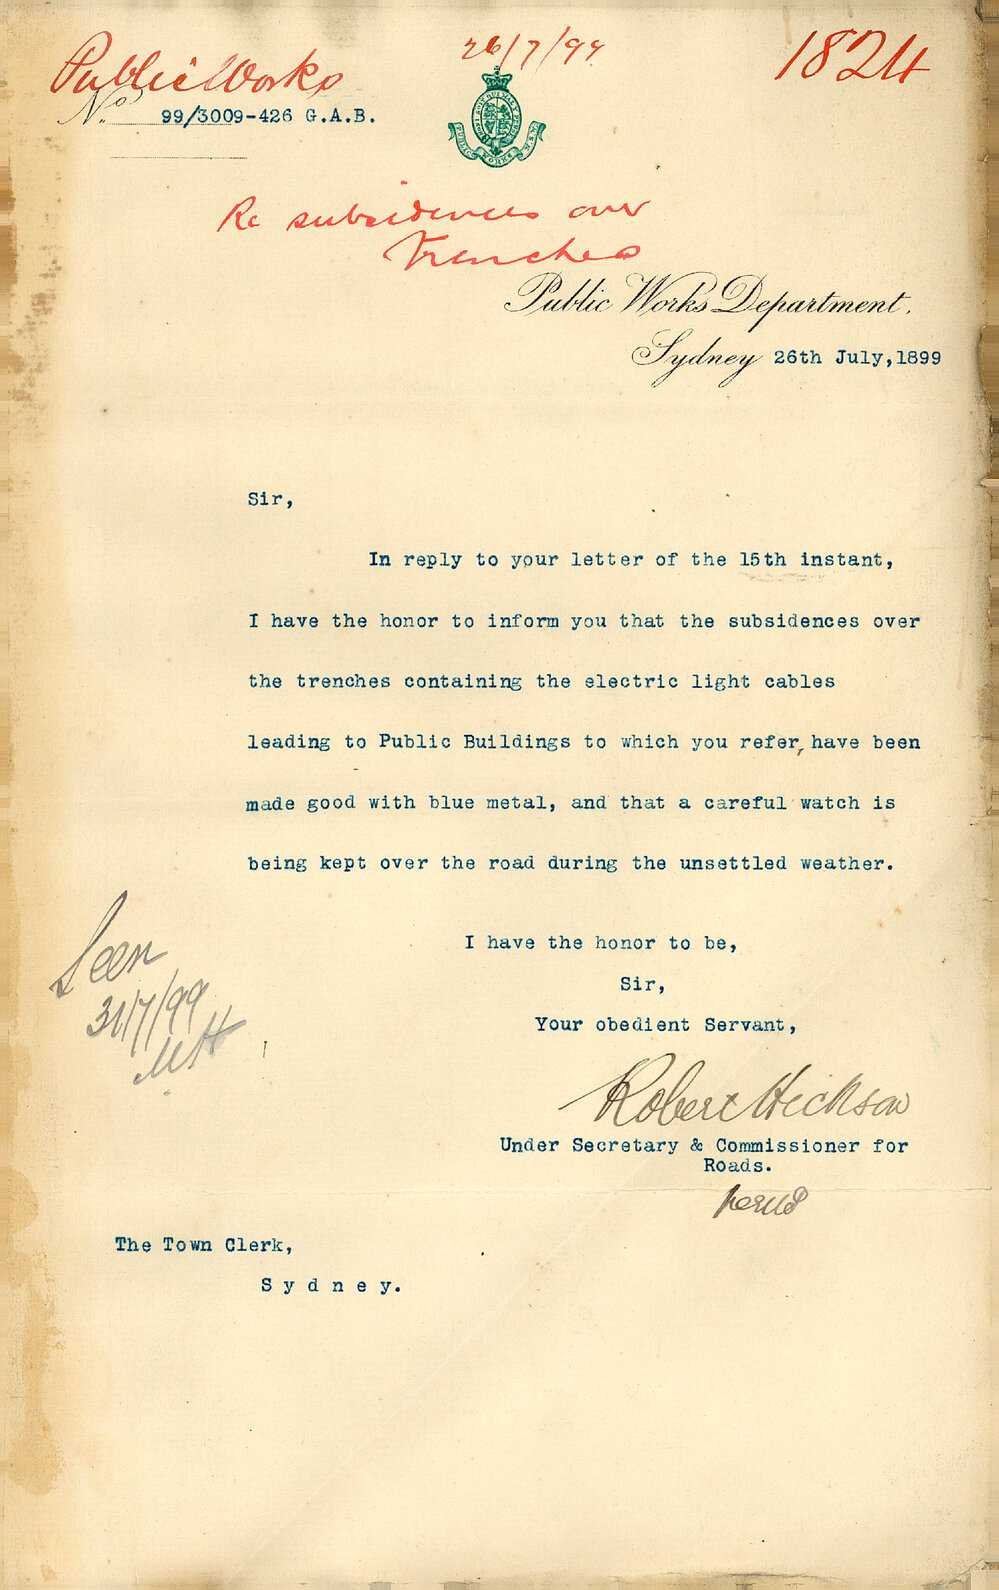 Public Works
26/7/99
1824
No. 99/3009-426 G.A.B.
PUBLIC WORKS N.S.W.
Re subsidences over
trenches
Public Works Department.
Sydney 26th July,1899
Sir,
In reply to your letter of the 15th instant,
I have the honor to inform you that the subsidences over
the trenches containing the electric light cables
leading to Public Buildings to which you refer, have been
made good with blue metal, and that a careful watch is
being kept over the road during the unsettled weather.
Seen
31/7/99
I have the honor to be,
Sir,
Your obedient Servant,
Robert Hickson
Under Secretary & Commissioner for
Roads.
The Town Clerk,
Sydney.